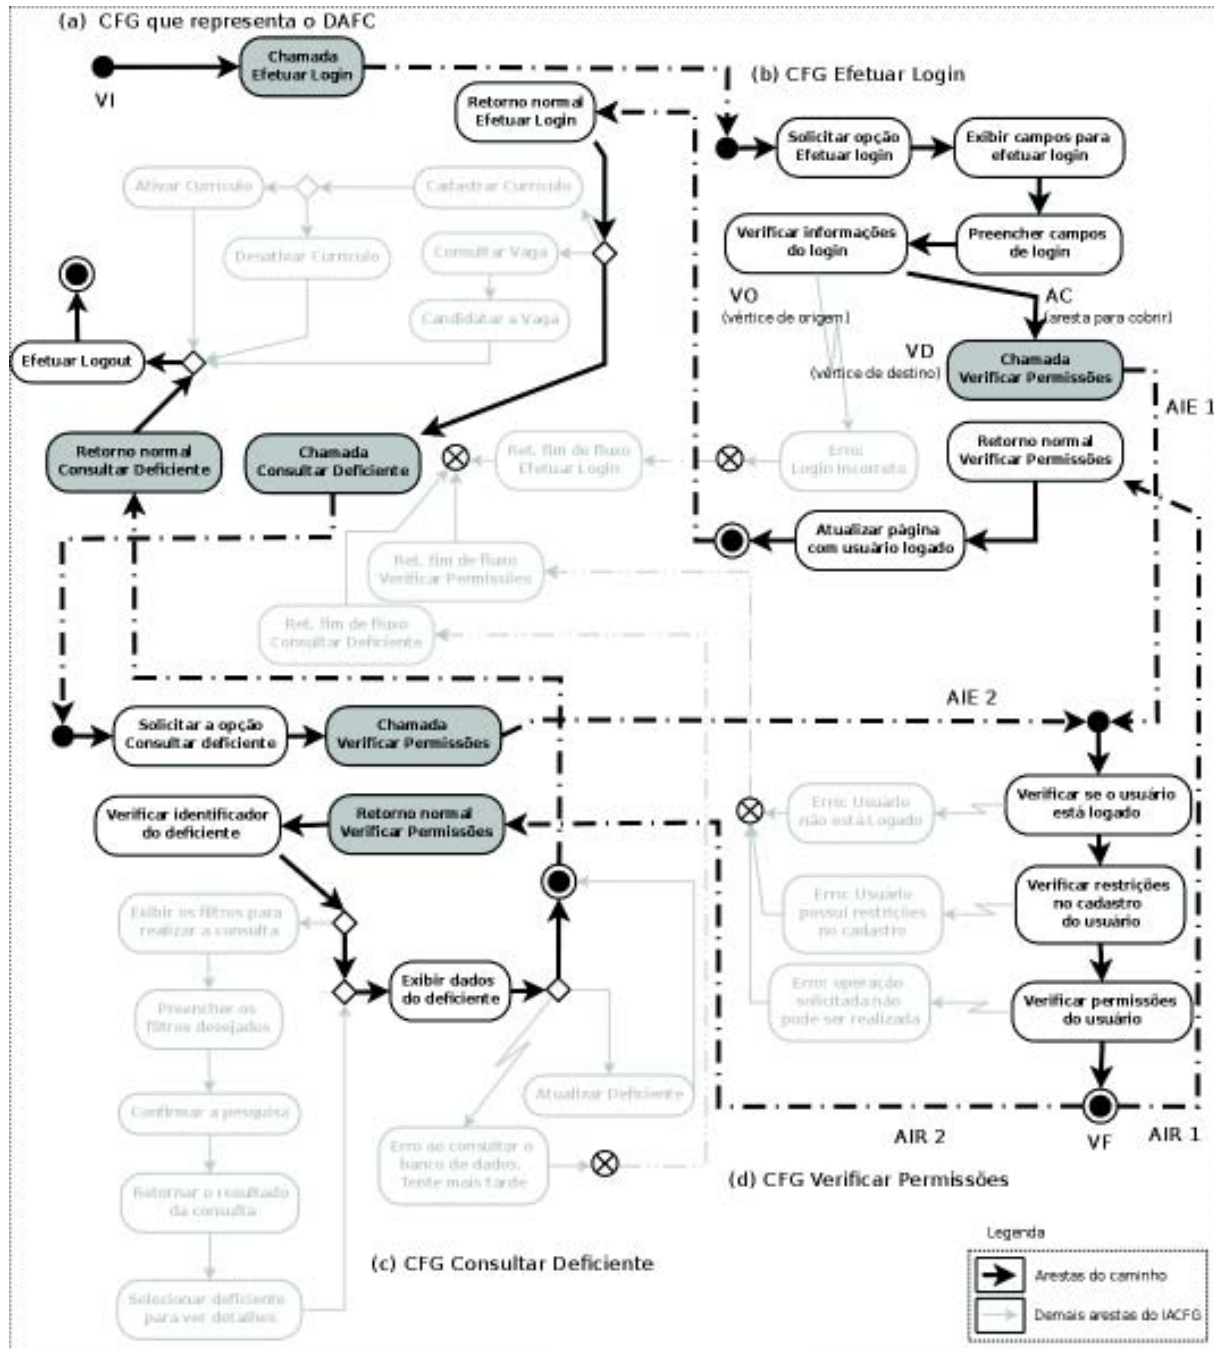 (a) CFG que representa o DAFC
Chamada
Efetuar Login
VI
(b) CFG Efetuar Login
Retorno normal
Efetuar Login
Solicitar opção
Efetuar login
Exibir campos para
efetuar login
Ativar Curriculo
Cadastrar Curriculo
Desativar Curriculo
Consultar Vaga
Candidatar a Vaga
Verificar informações
do login
Preencher campos
de login
VO
(vértice de origem)
AC
(aresta para cobrir)
VD
(vértice de destino)
Chamada
Verificar Permissões
AIE 1
Efetuar Logout
Retorno normal
Consultar Deficiente
Chamada
Consultar Deficiente
Ret. fim de fluxo
Efetuar Login
Erro:
Login Incorreto
Retorno normal
Verificar Permissões
Atualizar página
com usuário logado
Ret. fim de fluxo
Verificar Permissões
Ret. fim de fluxo
Consultar Deficiente
Solicitar a opção
Consultar deficiente
Chamada
Verificar Permissões
AIE 2
Verificar identificador
do deficiente
Retorno normal
Verificar Permissões
Erro: Usuário
não está Logado
Verificar se o usuário
está logado
Exibir os filtros para
realizar a consulta
Erro: Usuário
possui restrições
no cadastro
Verificar restrições
no cadastro
do usuário
Preencher os
filtros desejados
Exibir dados
do deficiente
Erro: operação
solicitada não
pode ser realizada
Verificar permissões
do usuário
Confirmar a pesquisa
Atualizar Deficiente
Erro ao consultar o
banco de dados.
Tente mais tarde
AIR 2
VF
AIR 1
(d) CFG Verificar Permissões
Retornar o resultado
da consulta
(c) CFG Consultar Deficiente
Selecionar deficiente
para ver detalhes
Legenda
Arestas do caminho
Demais arestas do IACFG